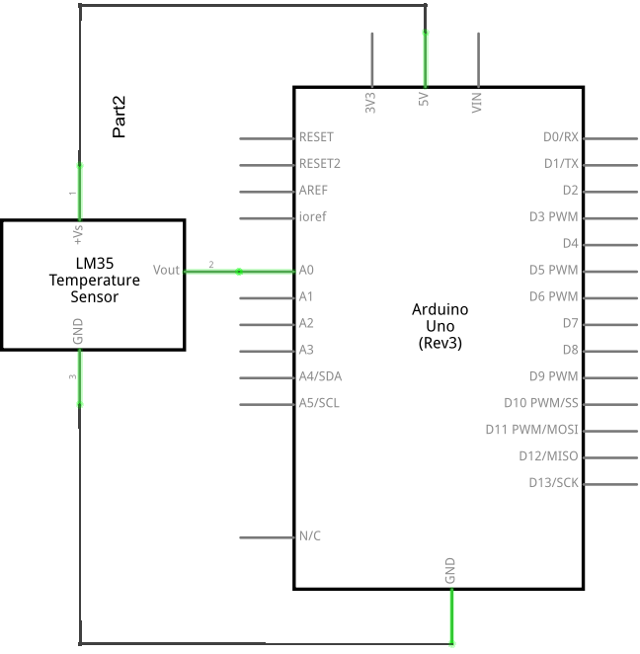 Part2
1
+Vs
LM35
Temperature
Sensor
Vout
2
GND
3
3V3
5V
VIN
RESET
RESET2
AREF
ioref
A0
A1
A2
A3
A4/SDA
A5/SCL
N/C
Arduino
Uno
(Rev3)
D0/RX
D1/TX
D2
D3 PWM
D4
D5 PWM
D6 PWM
D7
D8
D9 PWM
D10 PWM/SS
D11 PWM/MOSI
D12/MISO
D13/SCK
GND